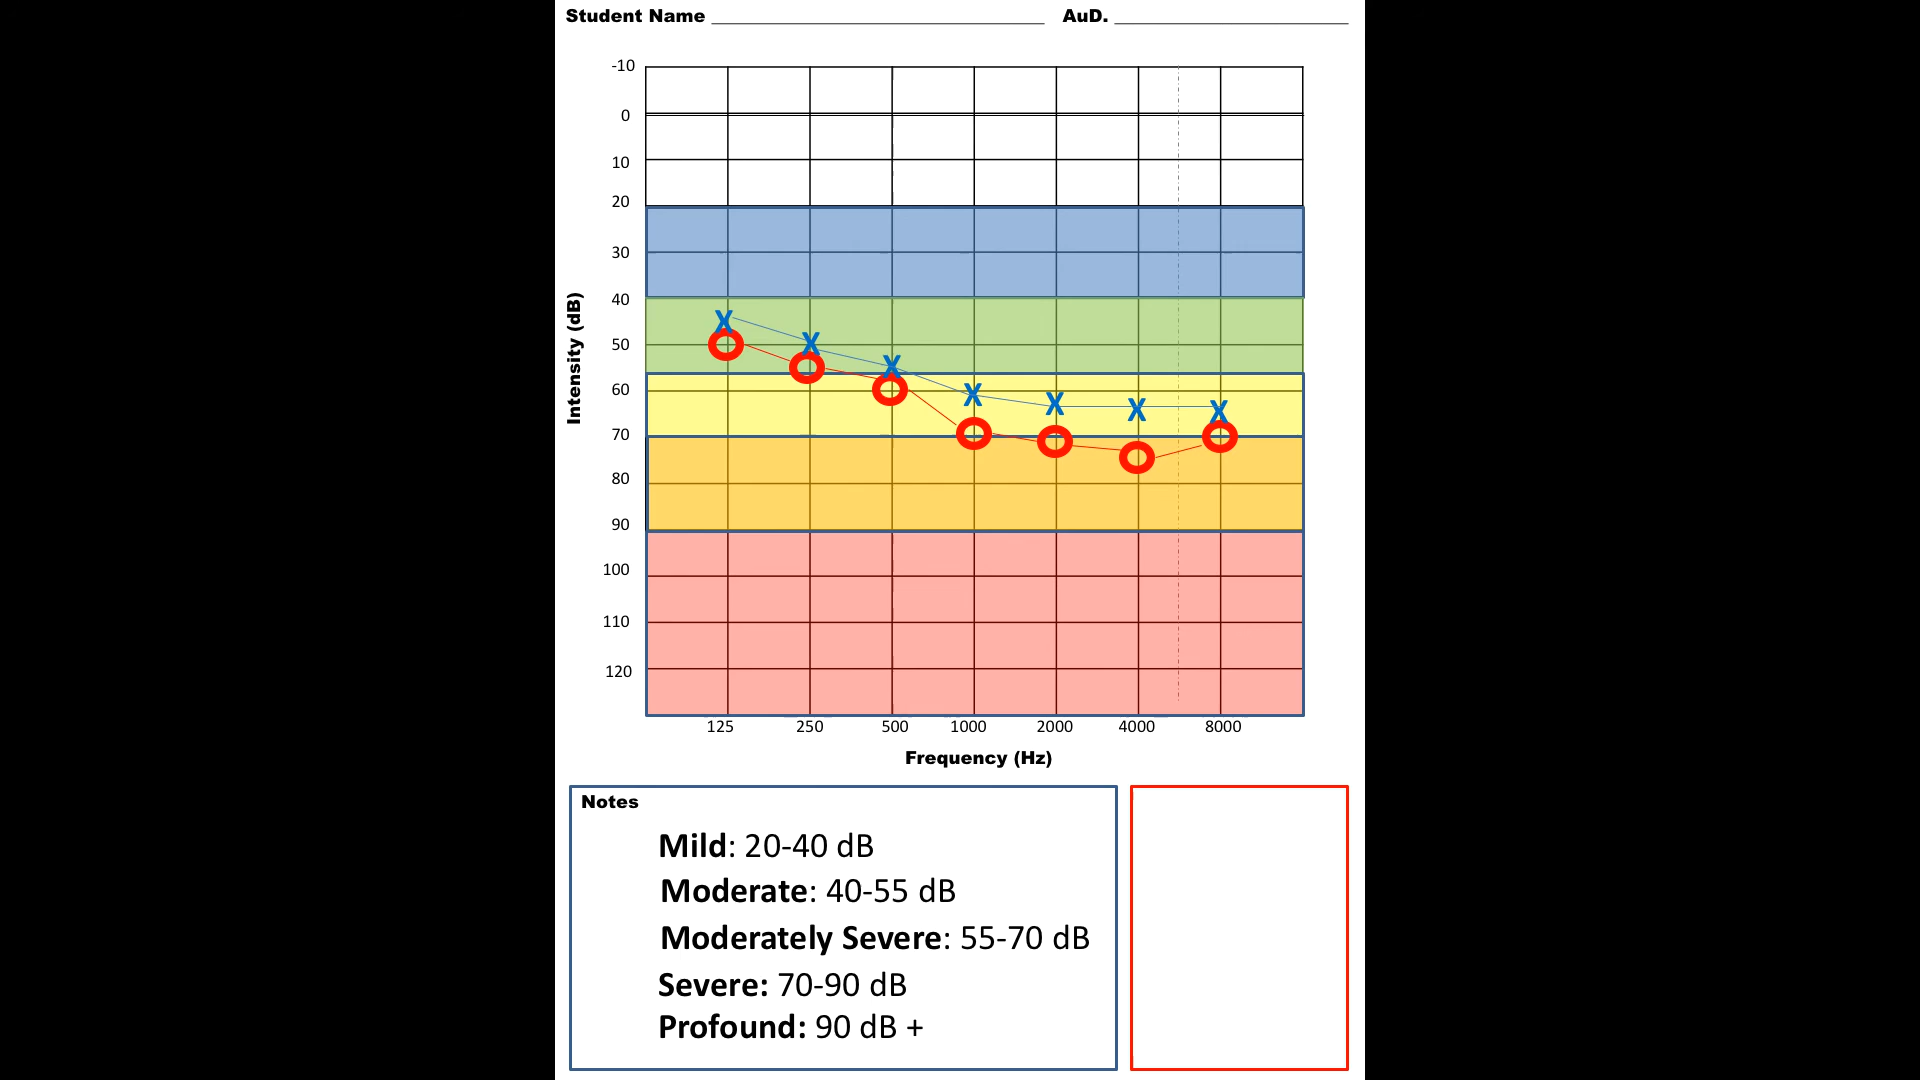 Student Name ____________________ AuD. ____________________
-10
0
10
20
30
40
50
60
70
80
90
100
110
120
Intensity (dB)
125 250 500 1000 2000 4000 8000
Frequency (Hz)
Notes
Mild: 20-40 dB
Moderate: 40-55 dB
Moderately Severe: 55-70 dB
Severe: 70-90 dB
Profound: 90 dB +